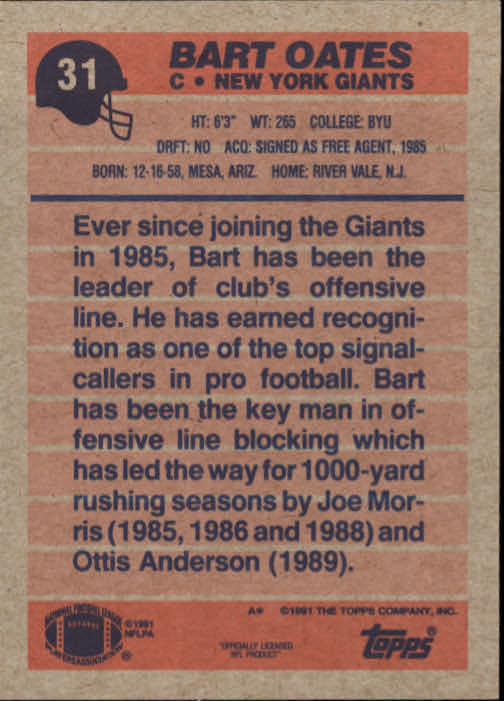 31
BART OATES
C • NEW YORK GIANTS
HT: 6'3" WT: 265 COLLEGE: BYU
DRFT: NO ACQ: SIGNED AS FREE AGENT, 1985
BORN: 12-16-58, MESA, ARIZ. HOME: RIVER VALE, N.J.
Ever since joining the Giants
in 1985, Bart has been the
leader of club's offensive
line. He has earned recogni-
tion as one of the top signal-
callers in pro football. Bart
has been the key man in of-
fensive line blocking which
has led the way for 1000-yard
rushing seasons by Joe Mor-
ris (1985, 1986 and 1988) and
Ottis Anderson (1989).
A* ©1991 THE TOPPS COMPANY, INC.
NATIONAL FOOTBALL LEAGUE
PLAYERS ASSOCIATION
®
©1991
NFLPA
"OFFICIALLY LICENSED
NFL PRODUCT"
topps®